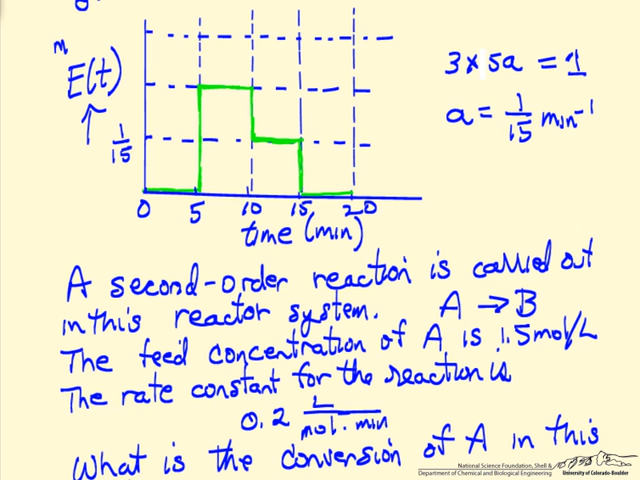 m
E(t)
↑
1/15
0 5 10 15 20
time (min)
3 × 5a = 1
a = 1/15 min⁻¹
A second-order reaction is carried out
in this reactor system. A → B
The feed concentration of A is 1.5 mol/L
The rate constant for the reaction is
0.2 L/mol·min
What is the conversion of A in this
National Science Foundation, Shell &
Department of Chemical and Biological Engineering
University of Colorado-Boulder